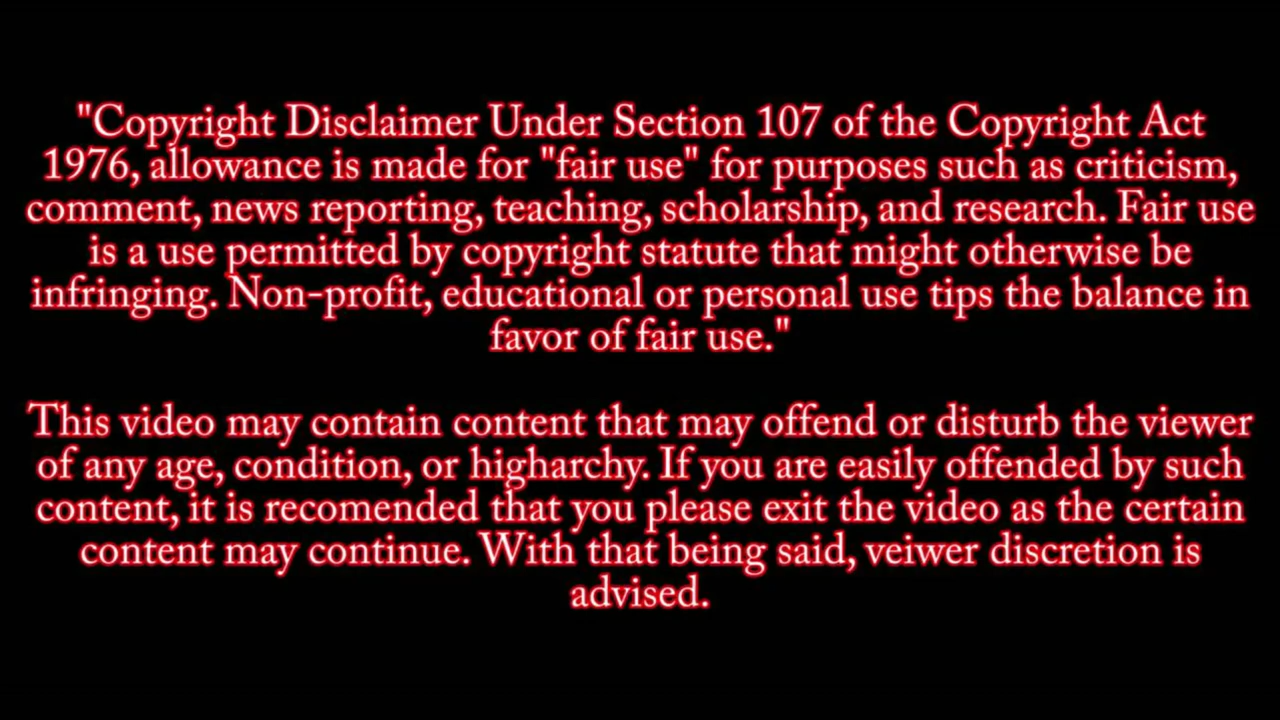 "Copyright Disclaimer Under Section 107 of the Copyright Act
1976, allowance is made for "fair use" for purposes such as criticism,
comment, news reporting, teaching, scholarship, and research. Fair use
is a use permitted by copyright statute that might otherwise be
infringing. Non-profit, educational or personal use tips the balance in
favor of fair use."
This video may contain content that may offend or disturb the viewer
of any age, condition, or higharchy. If you are easily offended by such
content, it is recomended that you please exit the video as the certain
content may continue. With that being said, veiwer discretion is
advised.